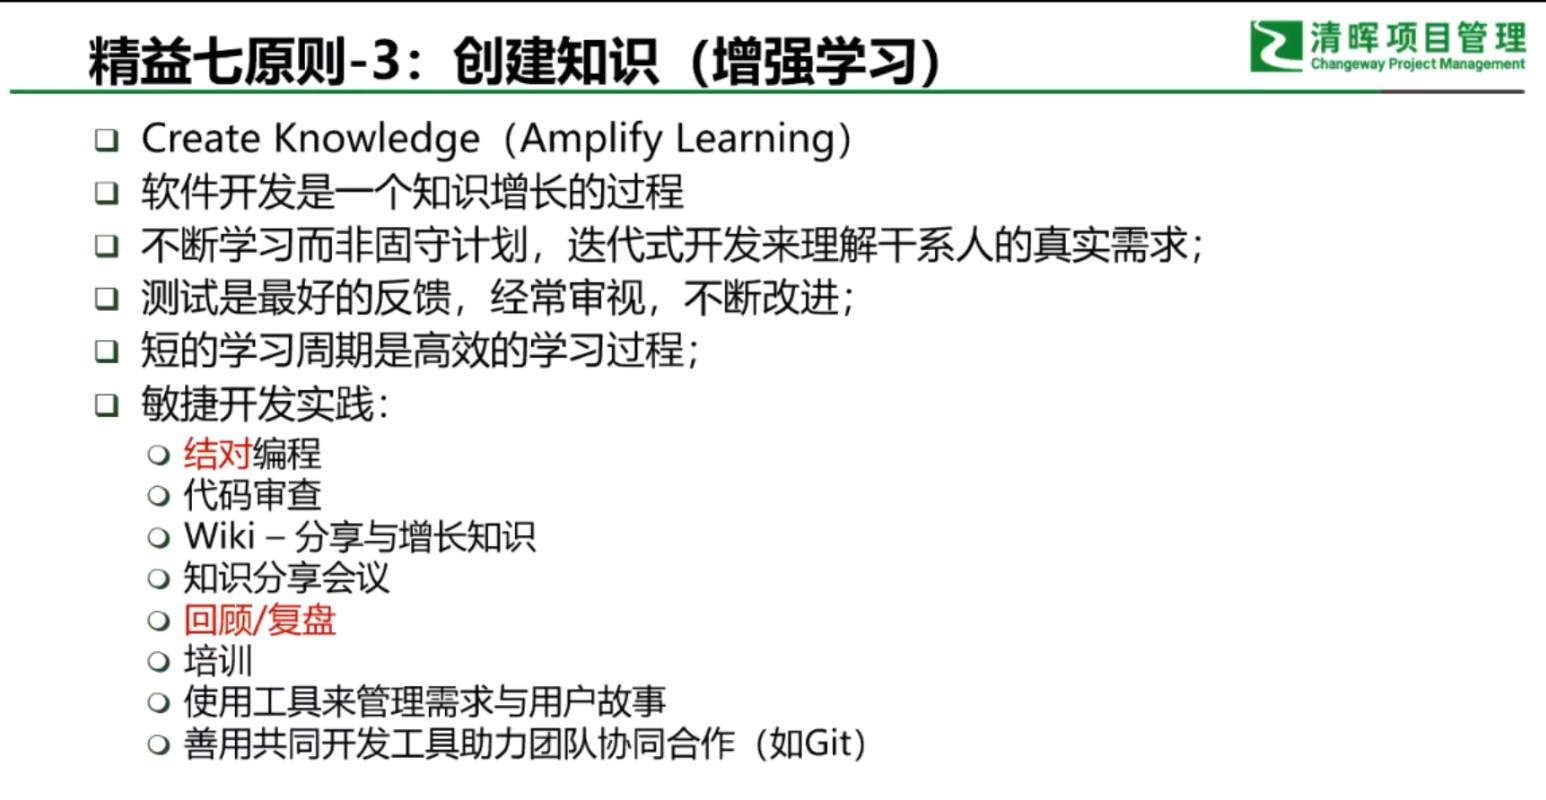 精益七原则-3：创建知识（增强学习）
清晖项目管理
Changeway Project Management
Create Knowledge（Amplify Learning）
软件开发是一个知识增长的过程
不断学习而非固守计划，迭代式开发来理解干系人的真实需求；
测试是最好的反馈，经常审视，不断改进；
短的学习周期是高效的学习过程；
敏捷开发实践：
结对编程
代码审查
Wiki – 分享与增长知识
知识分享会议
回顾/复盘
培训
使用工具来管理需求与用户故事
善用共同开发工具助力团队协同合作（如Git）